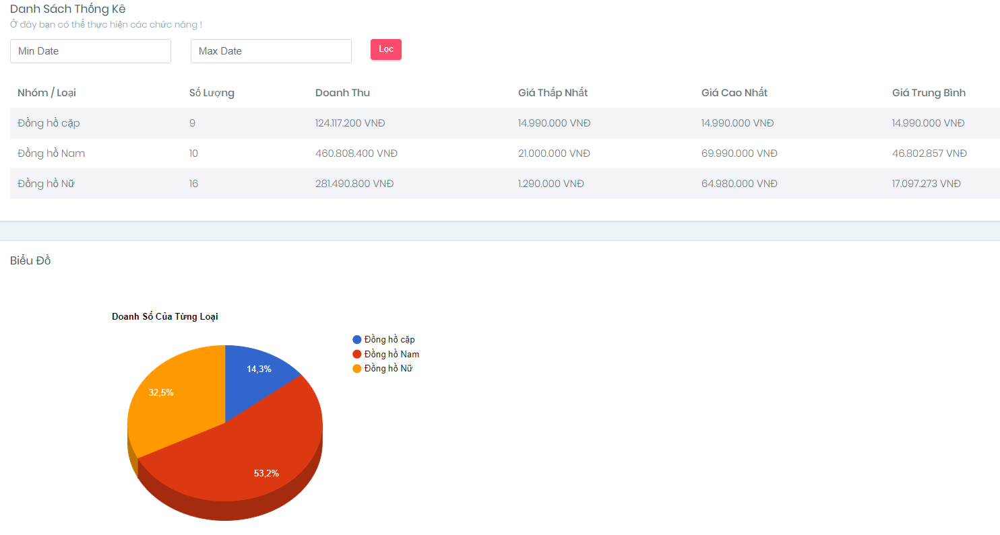 Danh Sách Thống Kê
Ở đây bạn có thể thực hiện các chức năng !
Min Date Max Date Lọc
Nhóm / Loại Số Lượng Doanh Thu Giá Thấp Nhất Giá Cao Nhất Giá Trung Bình
Đồng hồ cặp 9 124.117.200 VNĐ 14.990.000 VNĐ 14.990.000 VNĐ 14.990.000 VNĐ
Đồng hồ Nam 10 460.808.400 VNĐ 21.000.000 VNĐ 69.990.000 VNĐ 46.802.857 VNĐ
Đồng hồ Nữ 16 281.490.800 VNĐ 1.290.000 VNĐ 64.980.000 VNĐ 17.097.273 VNĐ
Biểu Đồ
Doanh Số Của Từng Loại
Đồng hồ cặp
Đồng hồ Nam
Đồng hồ Nữ
14,3%
32,5%
53,2%